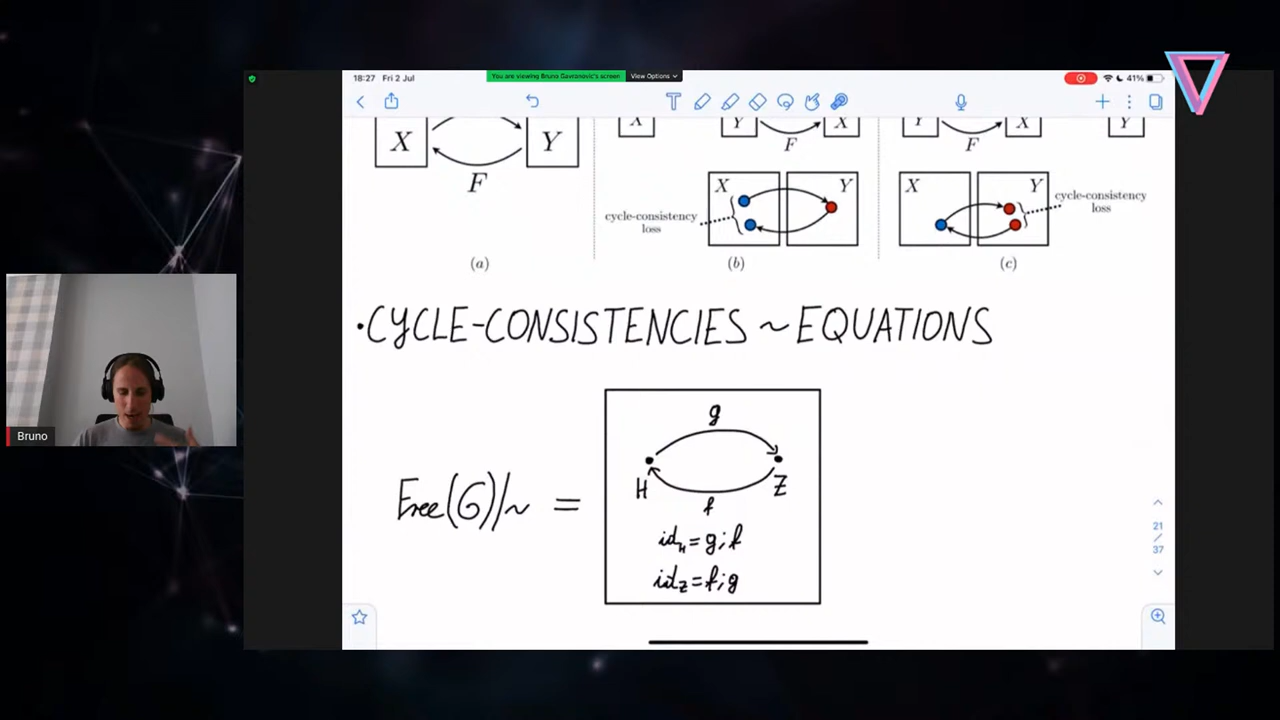 You are viewing Bruno Gavranovic's screen View Options
18:27 Fri 2 Jul
41%
X Y
F
X Y X
F
Y X Y
F
X Y
cycle-consistency
loss
X Y
cycle-consistency
loss
(a) (b) (c)
•CYCLE-CONSISTENCIES ~ EQUATIONS
g
H Z
f
Free(G)/~ =
id_H = g;f
id_Z = f;g
21
/
37
Bruno